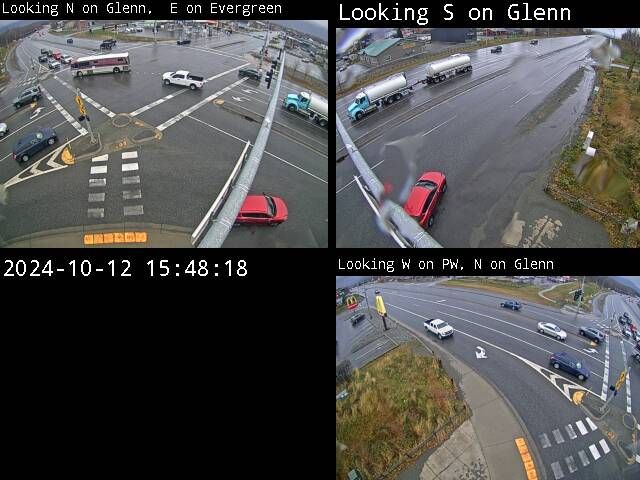 Looking N on Glenn, E on Evergreen
Looking S on Glenn
2024-10-12 15:48:18
Looking W on PW, N on Glenn